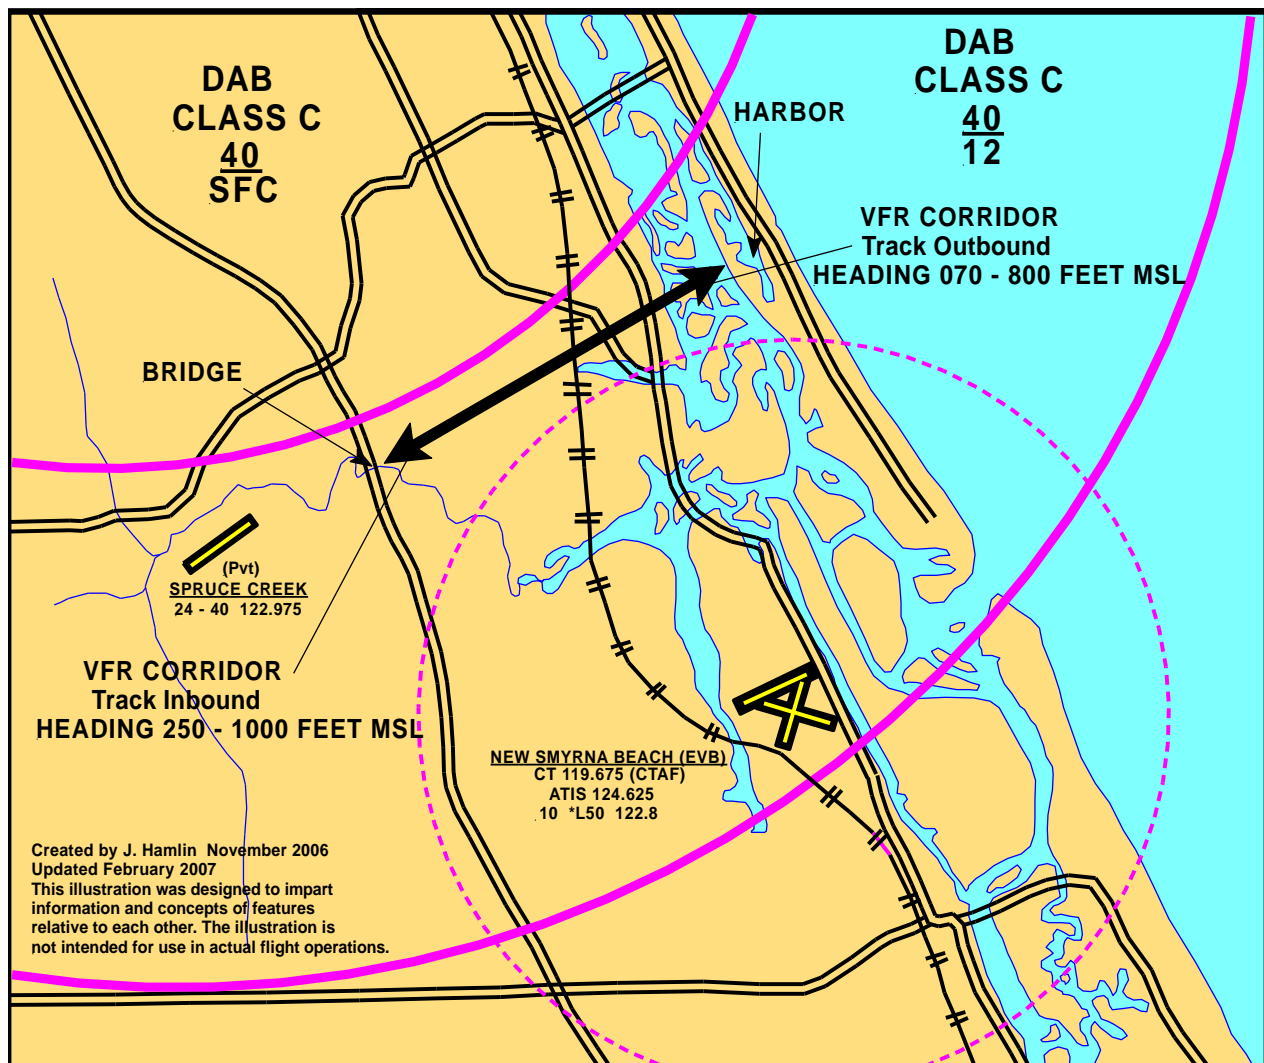 DAB
CLASS C
40
SFC
DAB
CLASS C
40
12
HARBOR
VFR CORRIDOR
Track Outbound
HEADING 070 - 800 FEET MSL
BRIDGE
(Pvt)
SPRUCE CREEK
24 - 40 122.975
VFR CORRIDOR
Track Inbound
HEADING 250 - 1000 FEET MSL
NEW SMYRNA BEACH (EVB)
CT 119.675 (CTAF)
ATIS 124.625
10 *L50 122.8
Created by J. Hamlin November 2006
Updated February 2007
This illustration was designed to impart
information and concepts of features
relative to each other. The illustration is
not intended for use in actual flight operations.